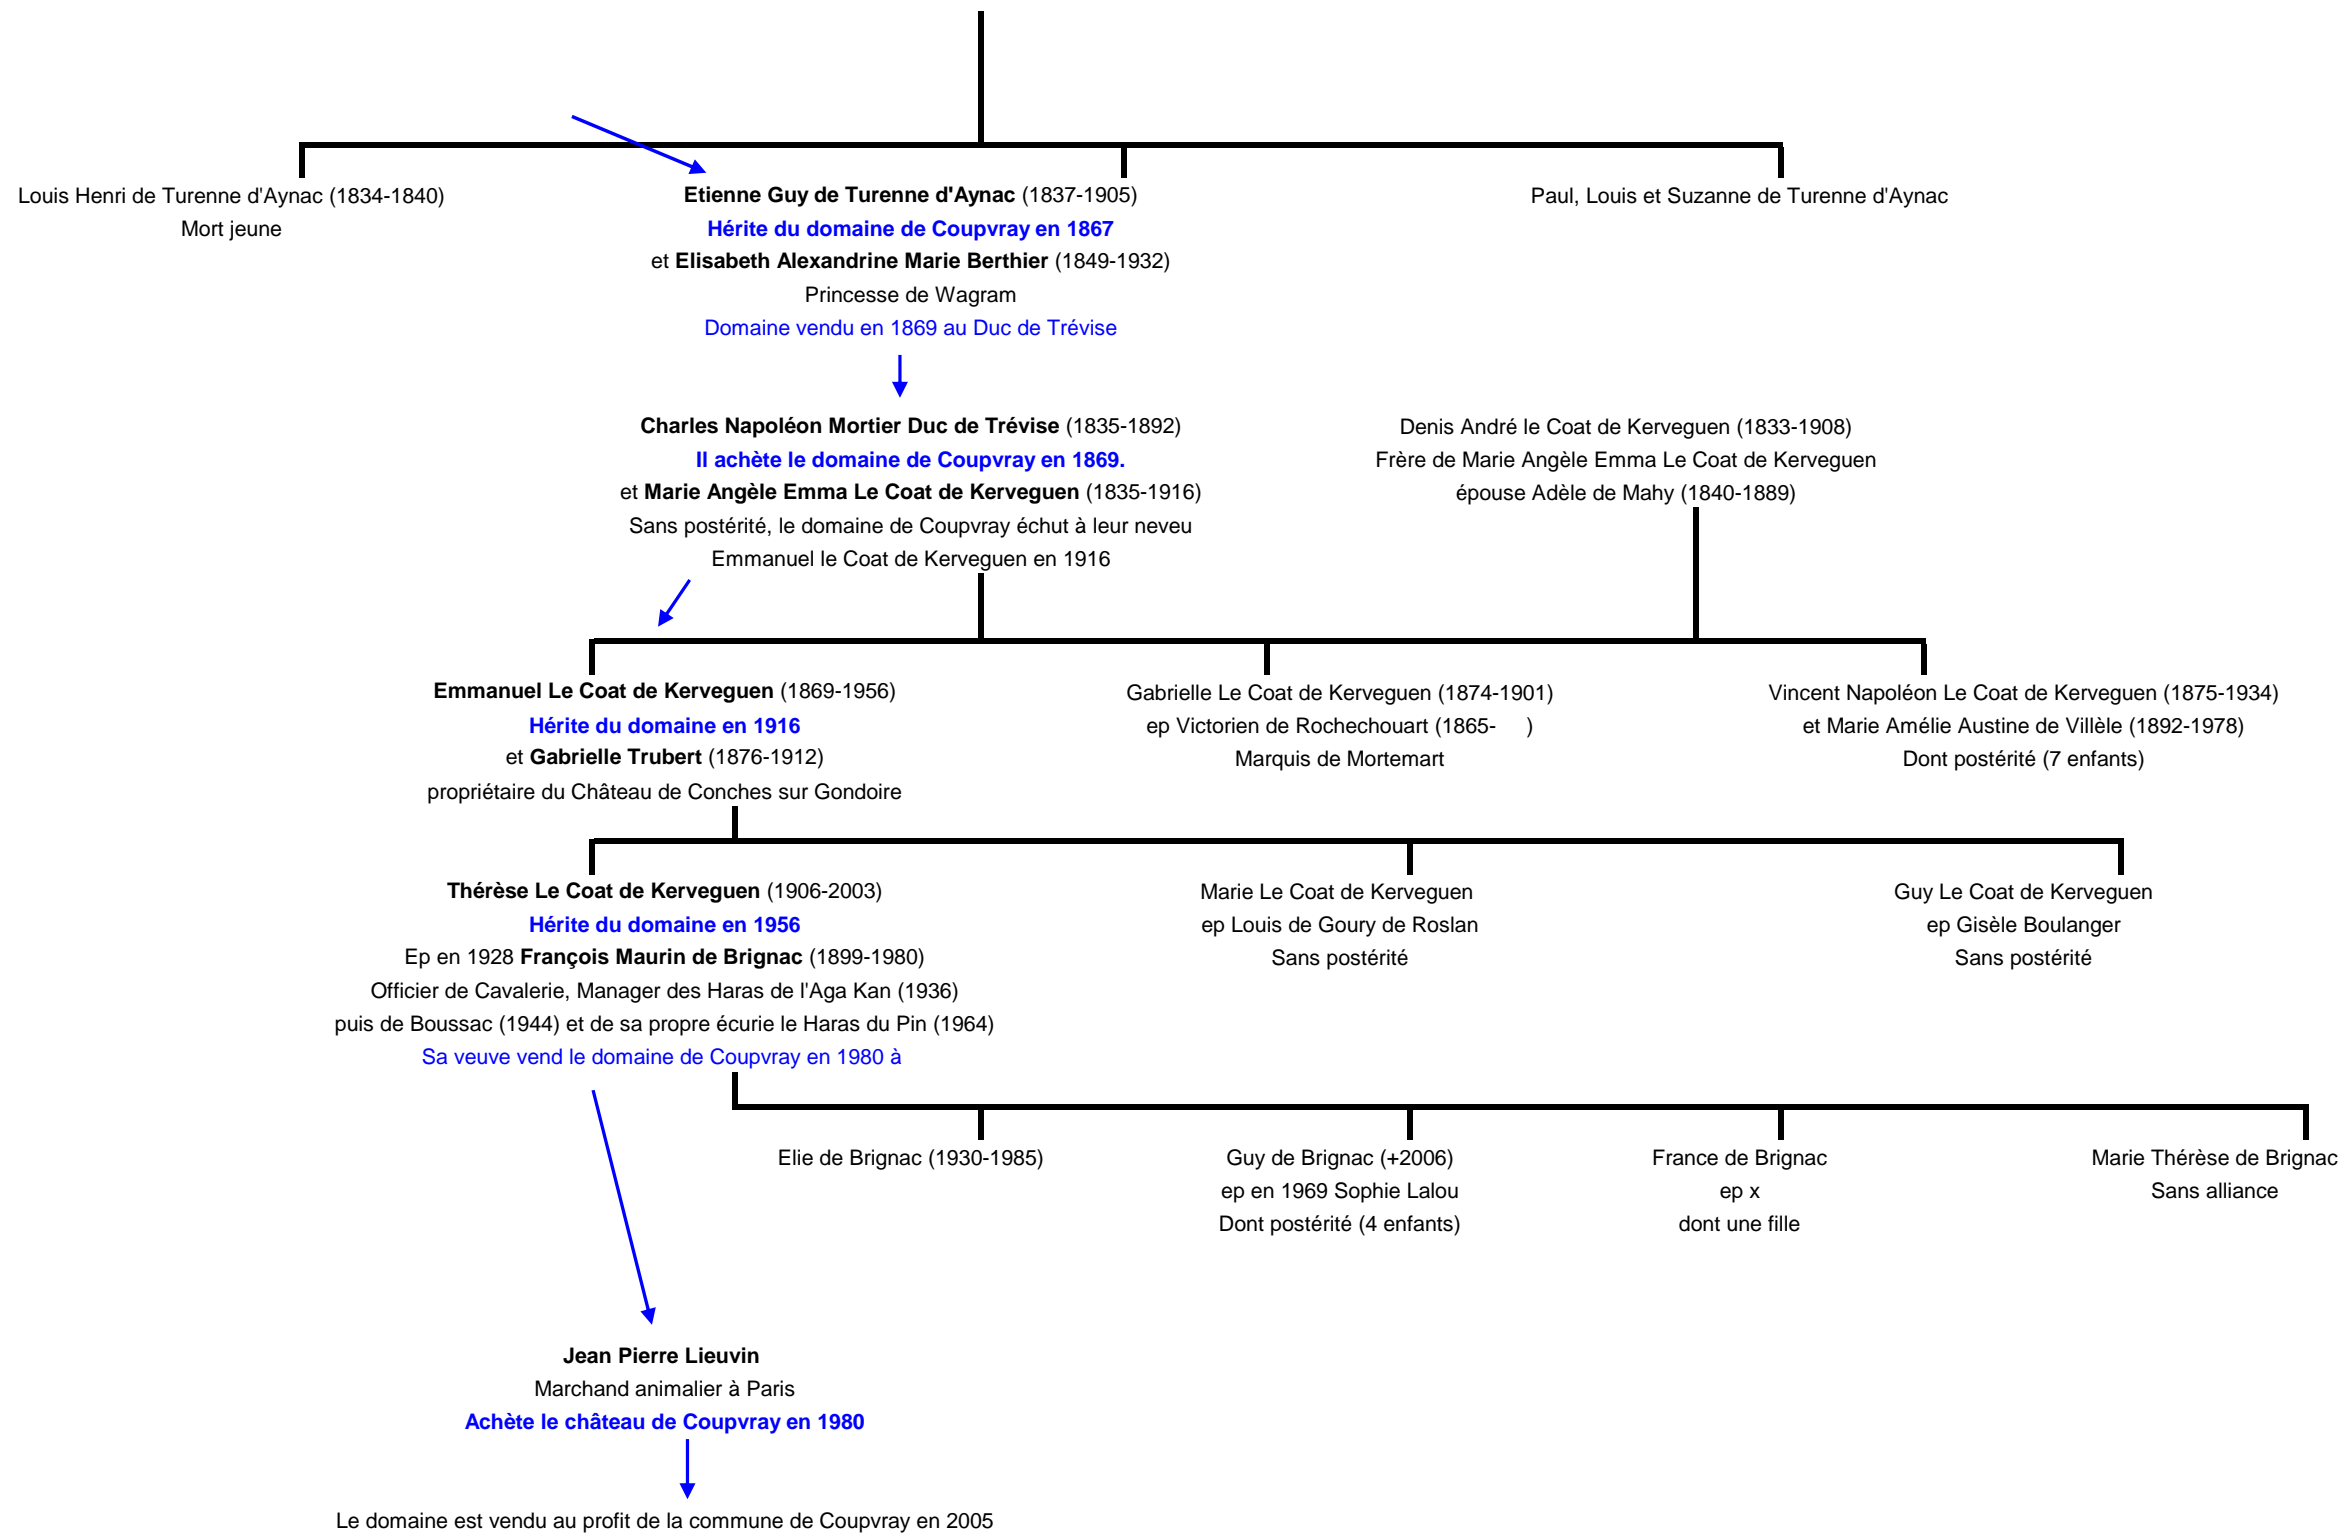 Louis Henri de Turenne d'Aynac (1834-1840)
Mort jeune
Etienne Guy de Turenne d'Aynac (1837-1905)
Hérite du domaine de Coupvray en 1867
et Elisabeth Alexandrine Marie Berthier (1849-1932)
Princesse de Wagram
Domaine vendu en 1869 au Duc de Trévise
Paul, Louis et Suzanne de Turenne d'Aynac
Charles Napoléon Mortier Duc de Trévise (1835-1892)
Il achète le domaine de Coupvray en 1869.
et Marie Angèle Emma Le Coat de Kerveguen (1835-1916)
Sans postérité, le domaine de Coupvray échut à leur neveu
Emmanuel le Coat de Kerveguen en 1916
Denis André le Coat de Kerveguen (1833-1908)
Frère de Marie Angèle Emma Le Coat de Kerveguen
épouse Adèle de Mahy (1840-1889)
Emmanuel Le Coat de Kerveguen (1869-1956)
Hérite du domaine en 1916
et Gabrielle Trubert (1876-1912)
propriétaire du Château de Conches sur Gondoire
Gabrielle Le Coat de Kerveguen (1874-1901)
ep Victorien de Rochechouart (1865- )
Marquis de Mortemart
Vincent Napoléon Le Coat de Kerveguen (1875-1934)
et Marie Amélie Austine de Villèle (1892-1978)
Dont postérité (7 enfants)
Thérèse Le Coat de Kerveguen (1906-2003)
Hérite du domaine en 1956
Ep en 1928 François Maurin de Brignac (1899-1980)
Officier de Cavalerie, Manager des Haras de l'Aga Kan (1936)
puis de Boussac (1944) et de sa propre écurie le Haras du Pin (1964)
Sa veuve vend le domaine de Coupvray en 1980 à
Marie Le Coat de Kerveguen
ep Louis de Goury de Roslan
Sans postérité
Guy Le Coat de Kerveguen
ep Gisèle Boulanger
Sans postérité
Elie de Brignac (1930-1985)
Guy de Brignac (+2006)
ep en 1969 Sophie Lalou
Dont postérité (4 enfants)
France de Brignac
ep x
dont une fille
Marie Thérèse de Brignac
Sans alliance
Jean Pierre Lieuvin
Marchand animalier à Paris
Achète le château de Coupvray en 1980
Le domaine est vendu au profit de la commune de Coupvray en 2005